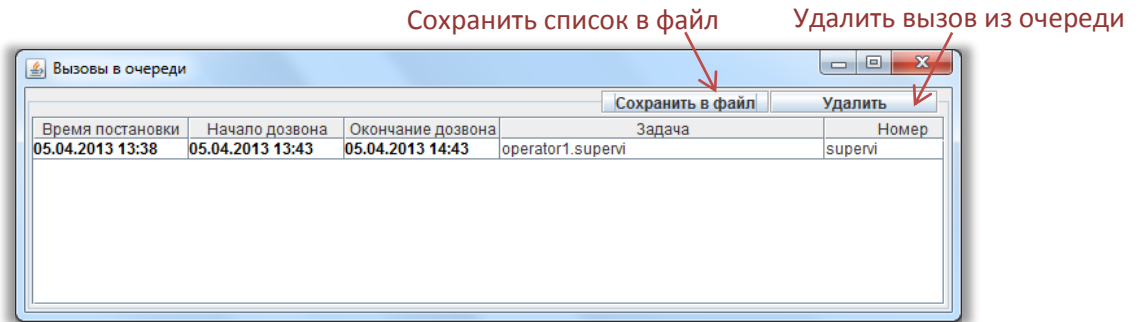 Сохранить список в файл Удалить вызов из очереди
Вызовы в очереди
Сохранить в файл Удалить
Время постановки Начало дозвона Окончание дозвона Задача Номер
05.04.2013 13:38 05.04.2013 13:43 05.04.2013 14:43 operator1.supervi supervi